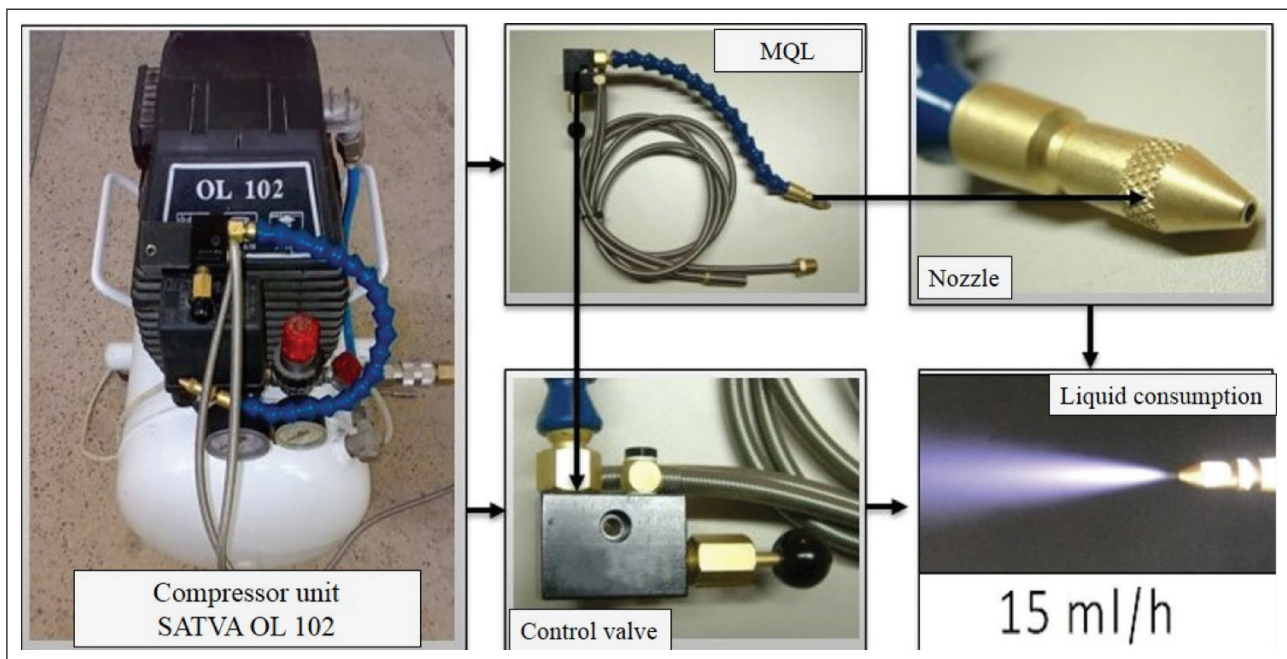 OL 102
Compressor unit
SATVA OL 102
MQL
Nozzle
Control valve
Liquid consumption
15 ml/h